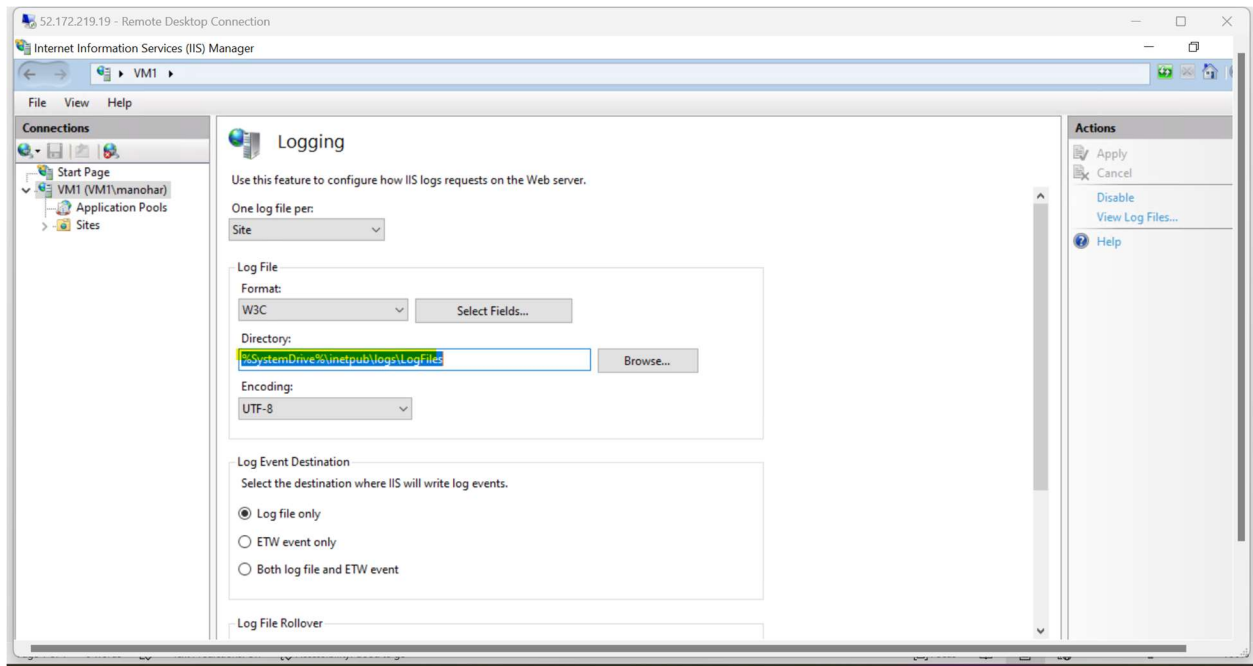 52.172.219.19 - Remote Desktop Connection
Internet Information Services (IIS) Manager
VM1
File View Help
Connections
Start Page
VM1 (VM1\manohar)
Application Pools
Sites
Logging
Use this feature to configure how IIS logs requests on the Web server.
One log file per:
Site
Log File
Format:
W3C
Select Fields...
Directory:
%SystemDrive%\inetpub\logs\LogFiles
Browse...
Encoding:
UTF-8
Log Event Destination
Select the destination where IIS will write log events.
Log file only
ETW event only
Both log file and ETW event
Log File Rollover
Actions
Apply
Cancel
Disable
View Log Files...
Help